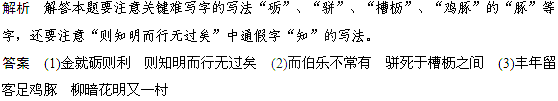 解析　解答本题要注意关键难写字的写法“砺”、“骈”、“槽枥”、“鸡豚”的“豚”等
字，还要注意“则知明而行无过矣”中通假字“知”的写法。
答案　(1)金就砺则利　则知明而行无过矣　(2)而伯乐不常有　骈死于槽枥之间　(3)丰年留
客足鸡豚　柳暗花明又一村